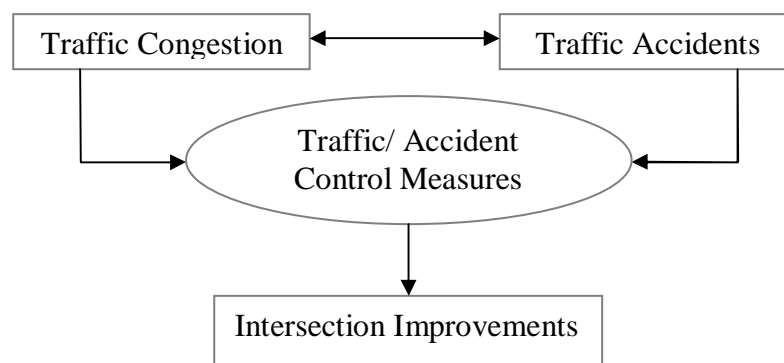 Traffic Congestion
Traffic Accidents
Traffic/ Accident
Control Measures
Intersection Improvements